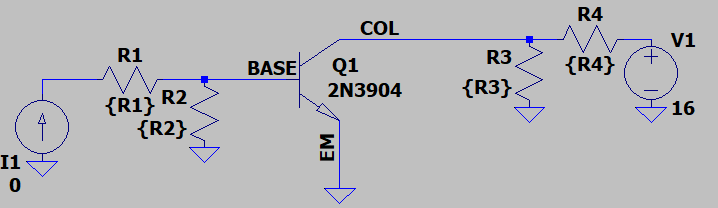 R4
COL
V1
R1
R3
BASE
Q1
{R4}
R2
{R1}
2N3904
{R3}
{R2}
16
EM
I1
0